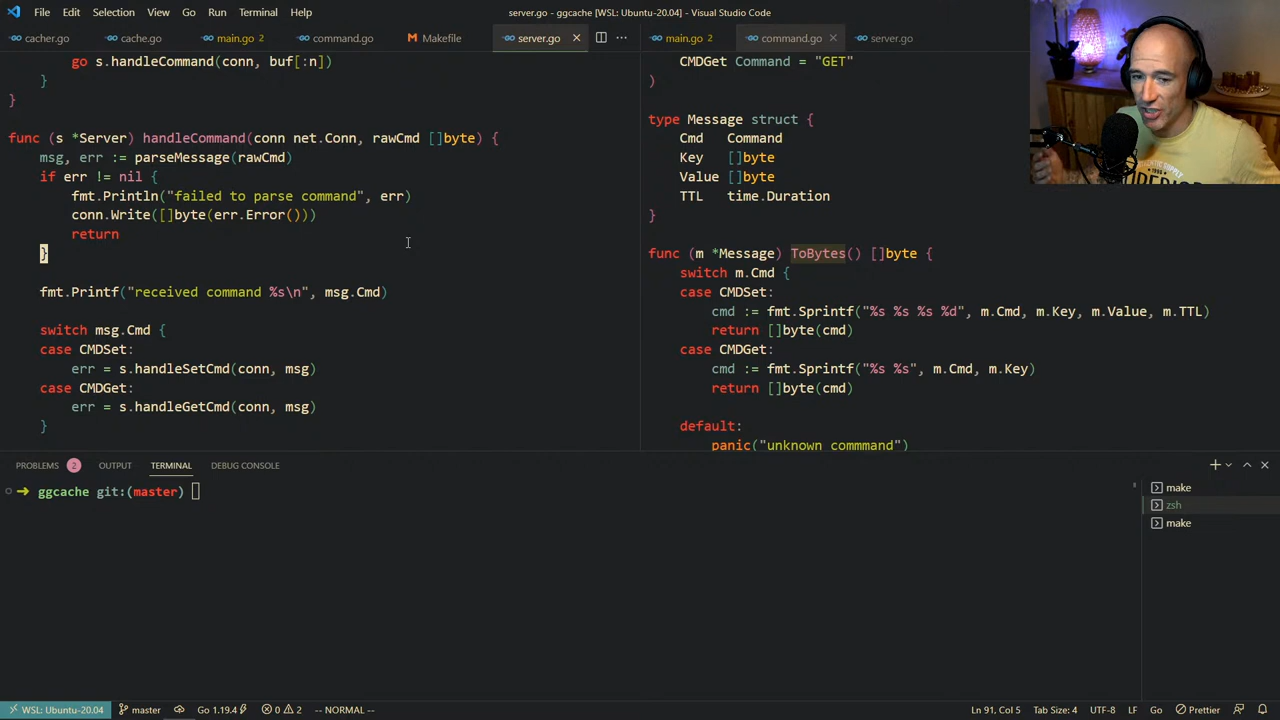 File Edit Selection View Go Run Terminal Help
server.go - ggcache [WSL: Ubuntu-20.04] - Visual Studio Code
cacher.go cache.go main.go 2 command.go Makefile server.go main.go 2 command.go server.go
go s.handleCommand(conn, buf[:n])
}
}
func (s *Server) handleCommand(conn net.Conn, rawCmd []byte) {
msg, err := parseMessage(rawCmd)
if err != nil {
fmt.Println("failed to parse command", err)
conn.Write([]byte(err.Error()))
return
}
fmt.Printf("received command %s\n", msg.Cmd)
switch msg.Cmd {
case CMDSet:
err = s.handleSetCmd(conn, msg)
case CMDGet:
err = s.handleGetCmd(conn, msg)
}
CMDGet Command = "GET"
)
type Message struct {
Cmd Command
Key []byte
Value []byte
TTL time.Duration
}
func (m *Message) ToBytes() []byte {
switch m.Cmd {
case CMDSet:
cmd := fmt.Sprintf("%s %s %s %d", m.Cmd, m.Key, m.Value, m.TTL)
return []byte(cmd)
case CMDGet:
cmd := fmt.Sprintf("%s %s", m.Cmd, m.Key)
return []byte(cmd)
default:
panic("unknown commmand")
PROBLEMS 2 OUTPUT TERMINAL DEBUG CONSOLE
ggcache git:(master)
make
zsh
make
WSL: Ubuntu-20.04 master Go 1.19.4 0 2 -- NORMAL -- Ln 91, Col 5 Tab Size: 4 UTF-8 LF Go Prettier